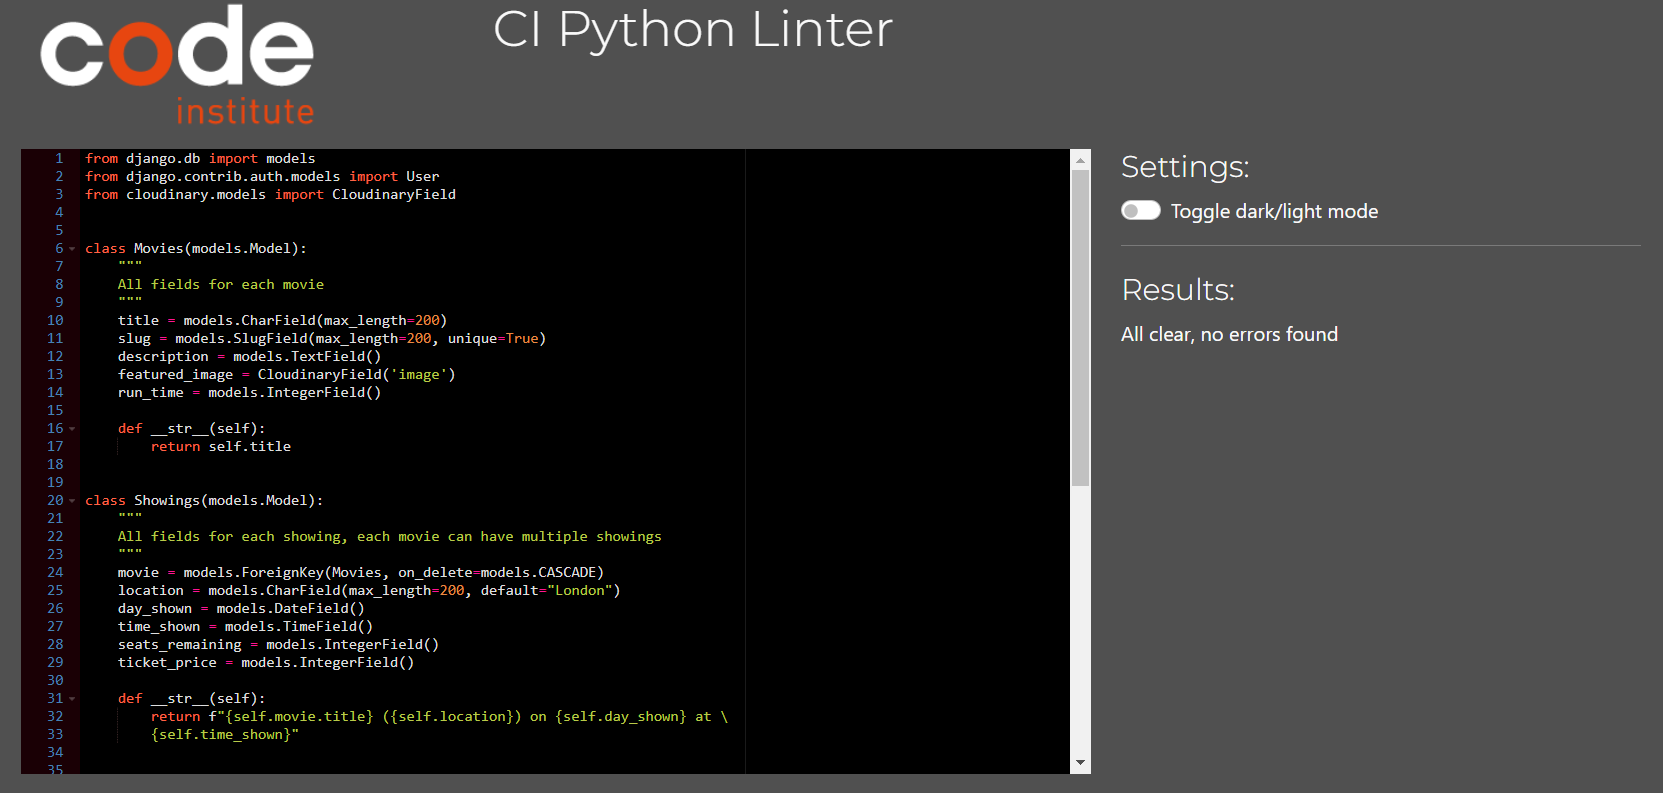 code
institute
CI Python Linter
1 from django.db import models
2 from django.contrib.auth.models import User
3 from cloudinary.models import CloudinaryField
4
5
6 class Movies(models.Model):
7     """
8     All fields for each movie
9     """
10     title = models.CharField(max_length=200)
11     slug = models.SlugField(max_length=200, unique=True)
12     description = models.TextField()
13     featured_image = CloudinaryField('image')
14     run_time = models.IntegerField()
15
16     def __str__(self):
17         return self.title
18
19
20 class Showings(models.Model):
21     """
22     All fields for each showing, each movie can have multiple showings
23     """
24     movie = models.ForeignKey(Movies, on_delete=models.CASCADE)
25     location = models.CharField(max_length=200, default="London")
26     day_shown = models.DateField()
27     time_shown = models.TimeField()
28     seats_remaining = models.IntegerField()
29     ticket_price = models.IntegerField()
30
31     def __str__(self):
32         return f"{self.movie.title} ({self.location}) on {self.day_shown} at \
33         {self.time_shown}"
34
35
Settings:
Toggle dark/light mode
Results:
All clear, no errors found